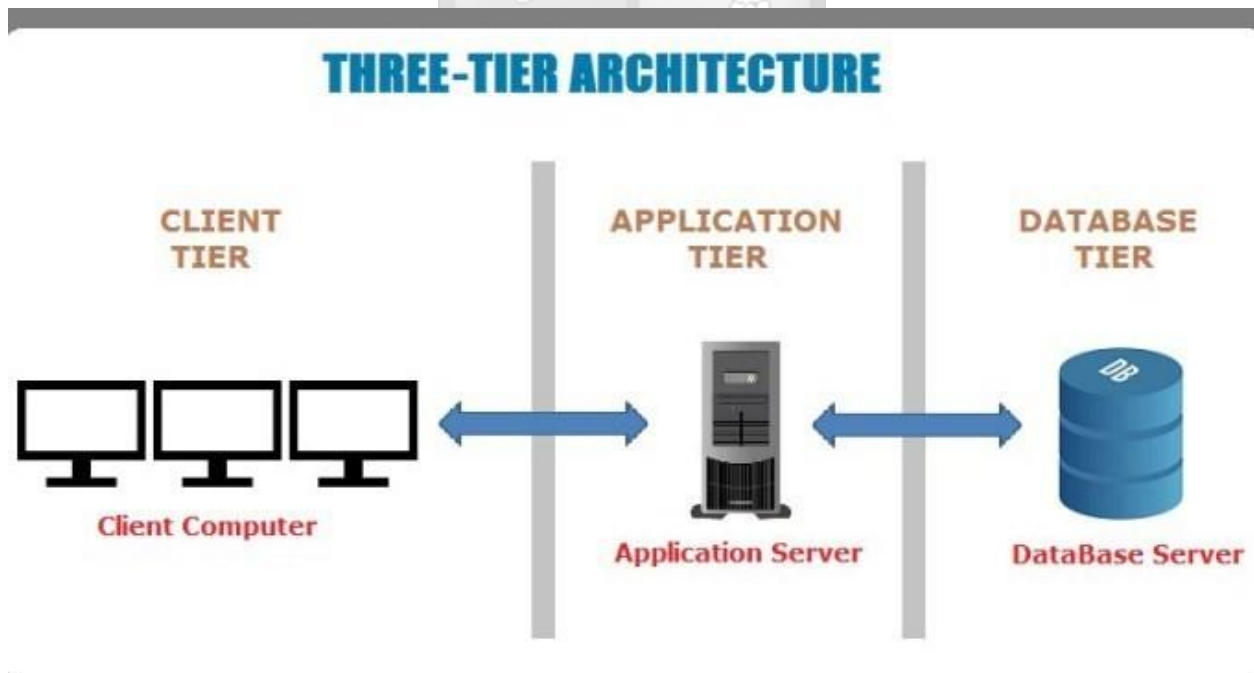 THREE-TIER ARCHITECTURE
CLIENT
TIER
APPLICATION
TIER
DATABASE
TIER
DB
Client Computer
Application Server
DataBase Server